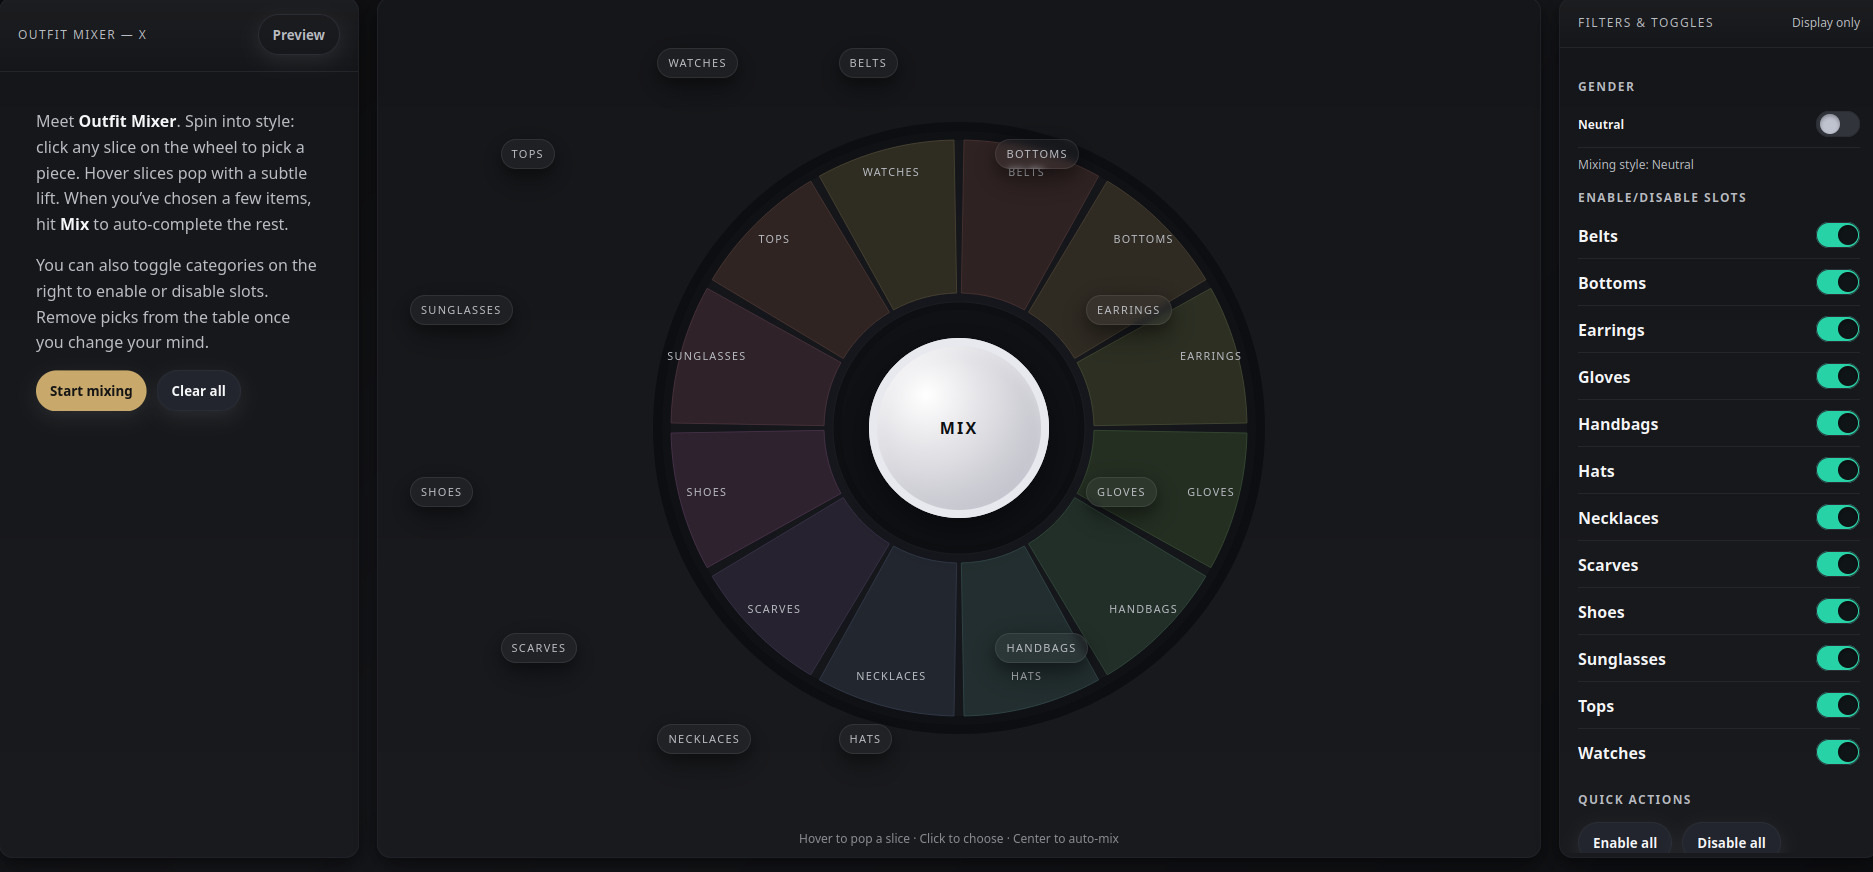 OUTFIT MIXER — X
Preview
Meet Outfit Mixer. Spin into style:
click any slice on the wheel to pick a
piece. Hover slices pop with a subtle
lift. When you've chosen a few items,
hit Mix to auto-complete the rest.
You can also toggle categories on the
right to enable or disable slots.
Remove picks from the table once
you change your mind.
Start mixing
Clear all
WATCHES
BELTS
TOPS
BOTTOMS
WATCHES
BELTS
TOPS
BOTTOMS
SUNGLASSES
EARRINGS
SUNGLASSES
EARRINGS
MIX
SHOES
GLOVES
SHOES
GLOVES
SCARVES
HANDBAGS
SCARVES
HANDBAGS
NECKLACES
HATS
NECKLACES
HATS
Hover to pop a slice · Click to choose · Center to auto-mix
FILTERS & TOGGLES
Display only
GENDER
Neutral
Mixing style: Neutral
ENABLE/DISABLE SLOTS
Belts
Bottoms
Earrings
Gloves
Handbags
Hats
Necklaces
Scarves
Shoes
Sunglasses
Tops
Watches
QUICK ACTIONS
Enable all
Disable all